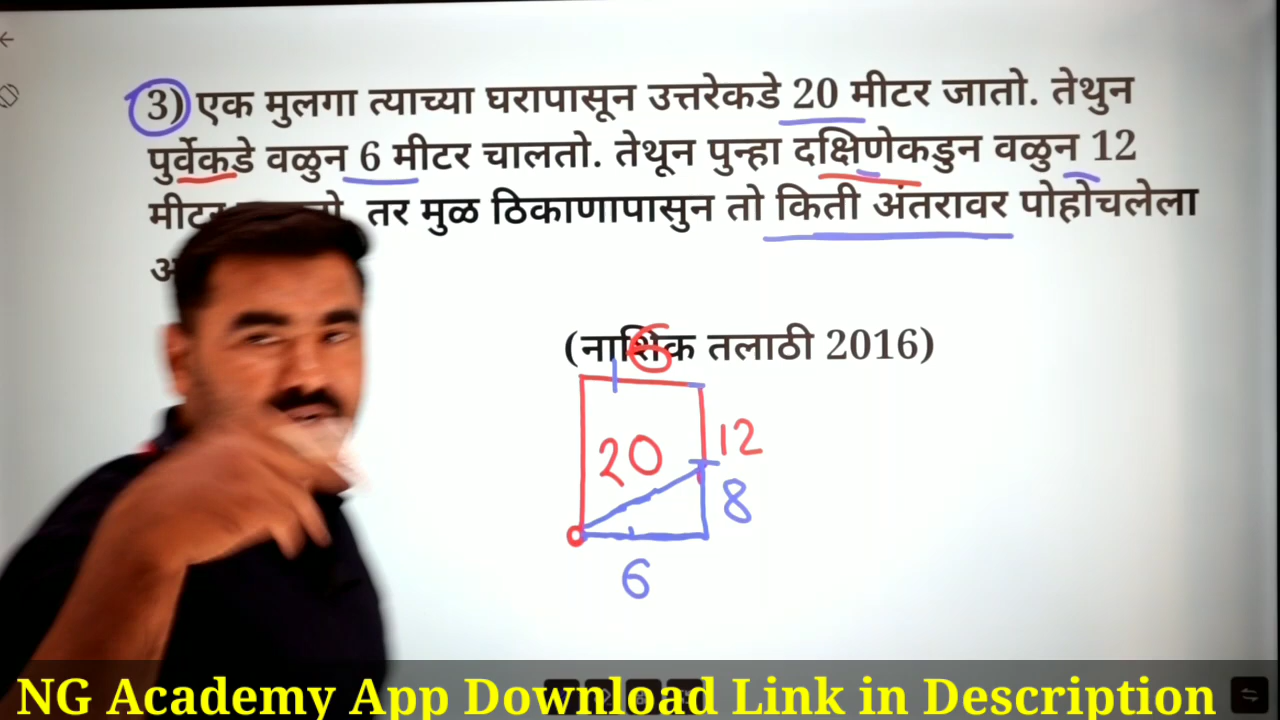 3) एक मुलगा त्याच्या घरापासून उत्तरेकडे 20 मीटर जातो. तेथुन
पुर्वेकडे वळुन 6 मीटर चालतो. तेथून पुन्हा दक्षिणेकडुन वळुन 12
मीटर तर मुळ ठिकाणापासुन तो किती अंतरावर पोहोचलेला
(नाशिक तलाठी 2016)
6
20 12
8
6
NG Academy App Download Link in Description